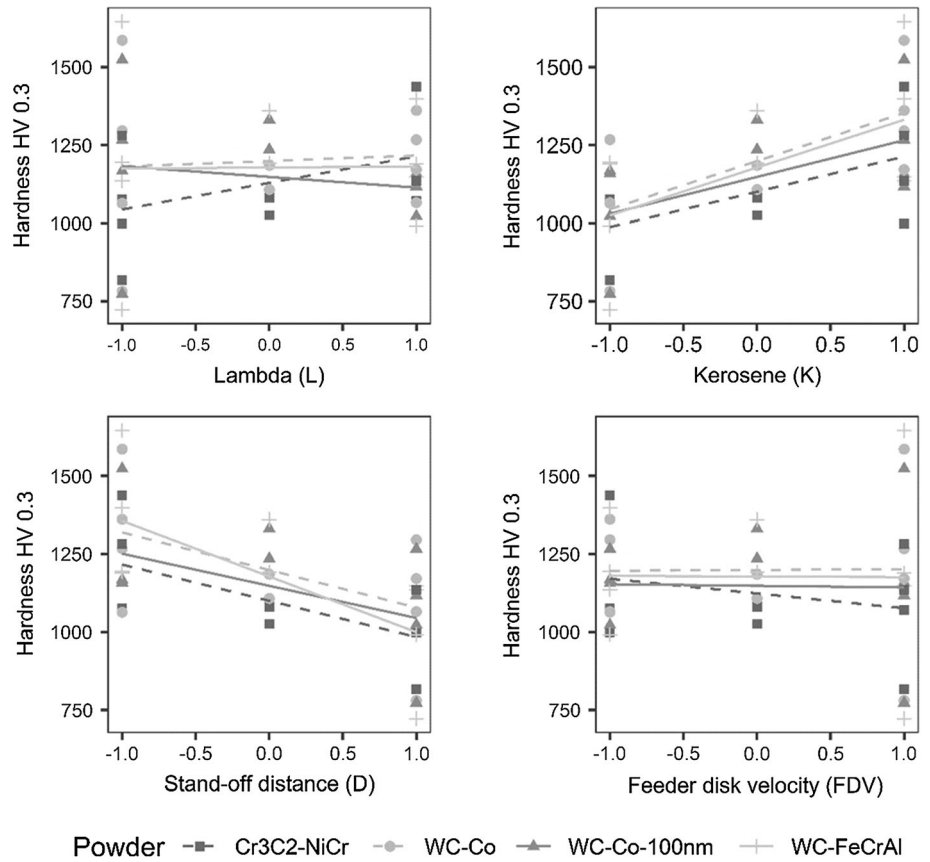 Hardness HV 0.3
1500
1250
1000
750
-1.0 -0.5 0.0 0.5 1.0
Lambda (L)
Hardness HV 0.3
1500
1250
1000
750
-1.0 -0.5 0.0 0.5 1.0
Kerosene (K)
Hardness HV 0.3
1500
1250
1000
750
-1.0 -0.5 0.0 0.5 1.0
Stand-off distance (D)
Hardness HV 0.3
1500
1250
1000
750
-1.0 -0.5 0.0 0.5 1.0
Feeder disk velocity (FDV)
Powder Cr3C2-NiCr WC-Co WC-Co-100nm WC-FeCrAl